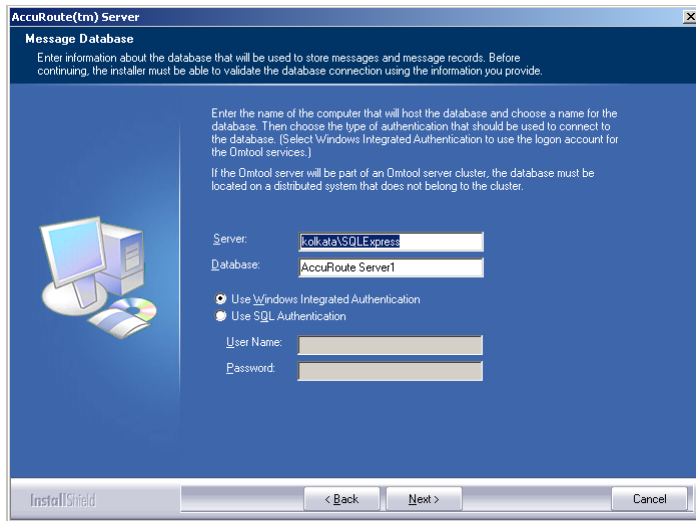 AccuRoute(tm) Server
Message Database
Enter information about the database that will be used to store messages and message records. Before
continuing, the installer must be able to validate the database connection using the information you provide.
Enter the name of the computer that will host the database and choose a name for the
database. Then choose the type of authentication that should be used to connect to
the database. (Select Windows Integrated Authentication to use the logon account for
the Omtool services.)
If the Omtool server will be part of an Omtool server cluster, the database must be
located on a distributed system that does not belong to the cluster.
Server: kolkata\SQLExpress
Database: AccuRoute Server1
Use Windows Integrated Authentication
Use SQL Authentication
User Name:
Password:
InstallShield < Back Next > Cancel